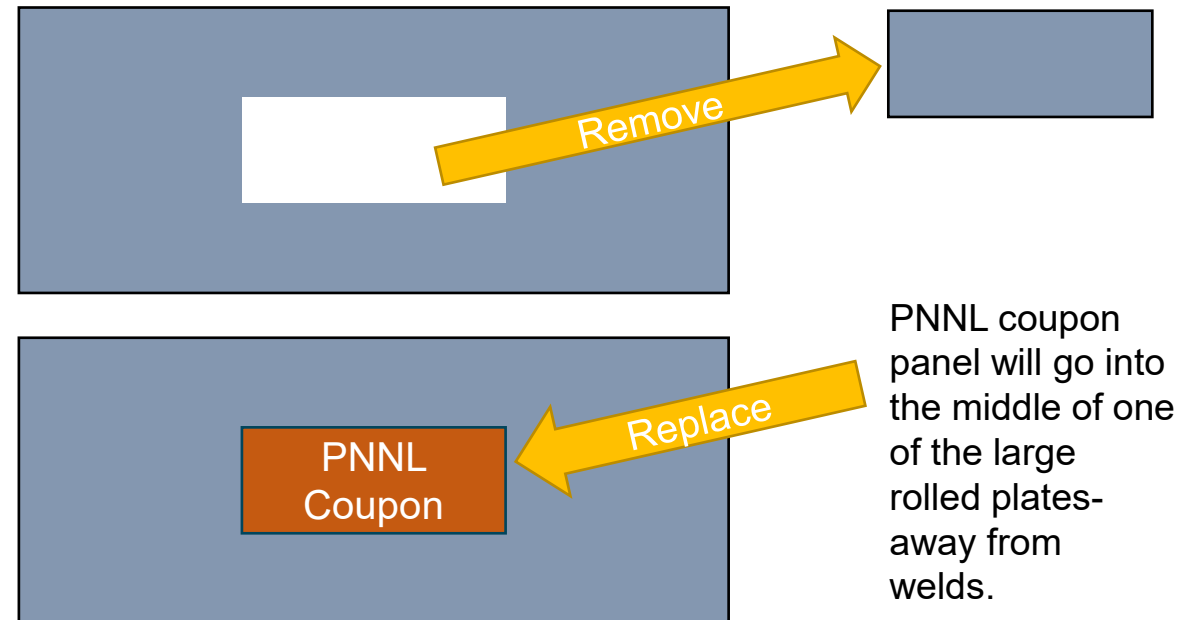 Remove
PNNL coupon
panel will go into
the middle of one
of the large
rolled plates-
away from
welds.
Replace
PNNL
Coupon